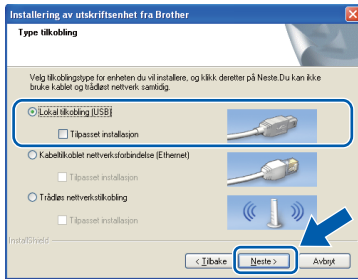 Installering av utskriftsenhet fra Brother
Type tilkobling
Velg tilkoblingstype for enheten du vil installere, og klikk deretter på Neste.Du kan ikke
bruke kablet og trådløst nettverk samtidig.
Lokal tilkobling (USB)
Tilpasset installasjon
Kabeltilkoblet nettverksforbindelse (Ethernet)
Tilpasset installasjon
Trådløs nettverkstilkobling
Tilpasset installasjon
InstallShield
< Tilbake Neste > Avbryt